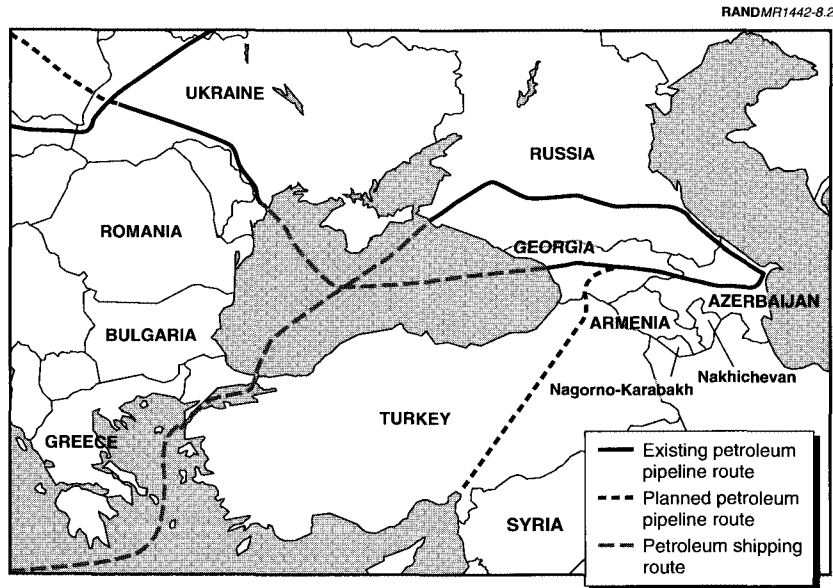 RANDMR1442-8.2
UKRAINE
RUSSIA
ROMANIA
GEORGIA
AZERBAIJAN
BULGARIA
ARMENIA
Nakhichevan
Nagorno-Karabakh
TURKEY
GREECE
SYRIA
Existing petroleum
pipeline route
Planned petroleum
pipeline route
Petroleum shipping
route